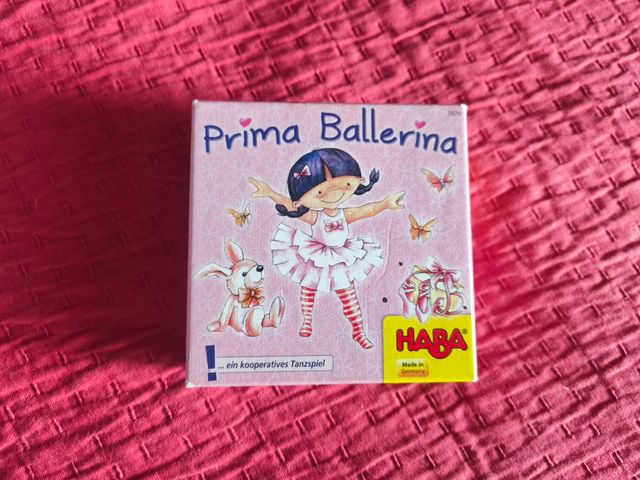 Prima Ballerina
HABA®
Made in
Germany
! ... ein kooperatives Tanzspiel